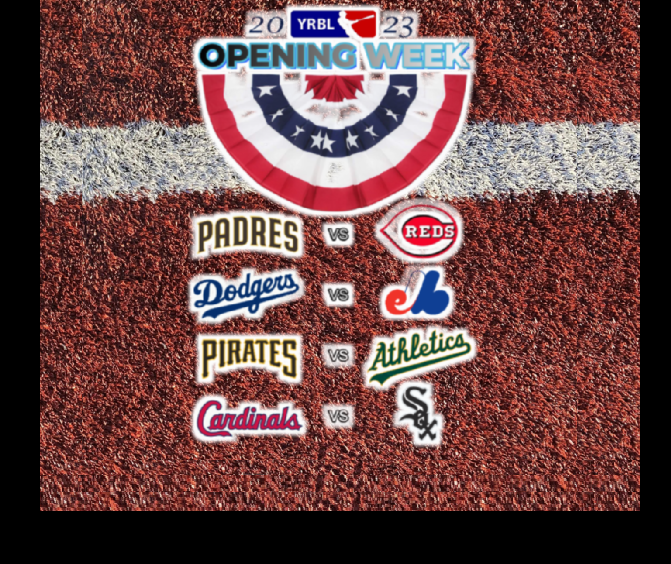 20 YRBL 23
OPENING WEEK
PADRES VS REDS
Dodgers VS eb
PIRATES VS Athletics
Cardinals VS Sox